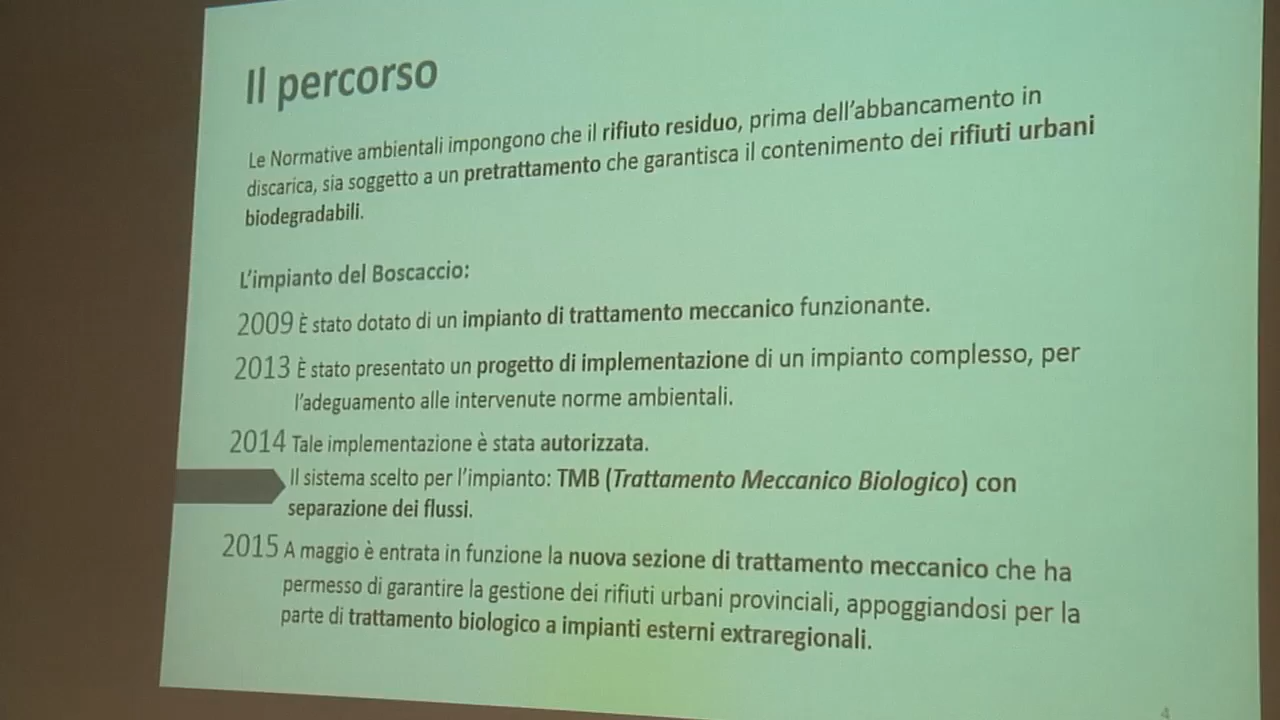 Il percorso
Le Normative ambientali impongono che il rifiuto residuo, prima dell'abbancamento in
discarica, sia soggetto a un pretrattamento che garantisca il contenimento dei rifiuti urbani
biodegradabili.
L'impianto del Boscaccio:
2009 È stato dotato di un impianto di trattamento meccanico funzionante.
2013 È stato presentato un progetto di implementazione di un impianto complesso, per
l'adeguamento alle intervenute norme ambientali.
2014 Tale implementazione è stata autorizzata.
Il sistema scelto per l'impianto: TMB (Trattamento Meccanico Biologico) con
separazione dei flussi.
2015 A maggio è entrata in funzione la nuova sezione di trattamento meccanico che ha
permesso di garantire la gestione dei rifiuti urbani provinciali, appoggiandosi per la
parte di trattamento biologico a impianti esterni extraregionali.
4